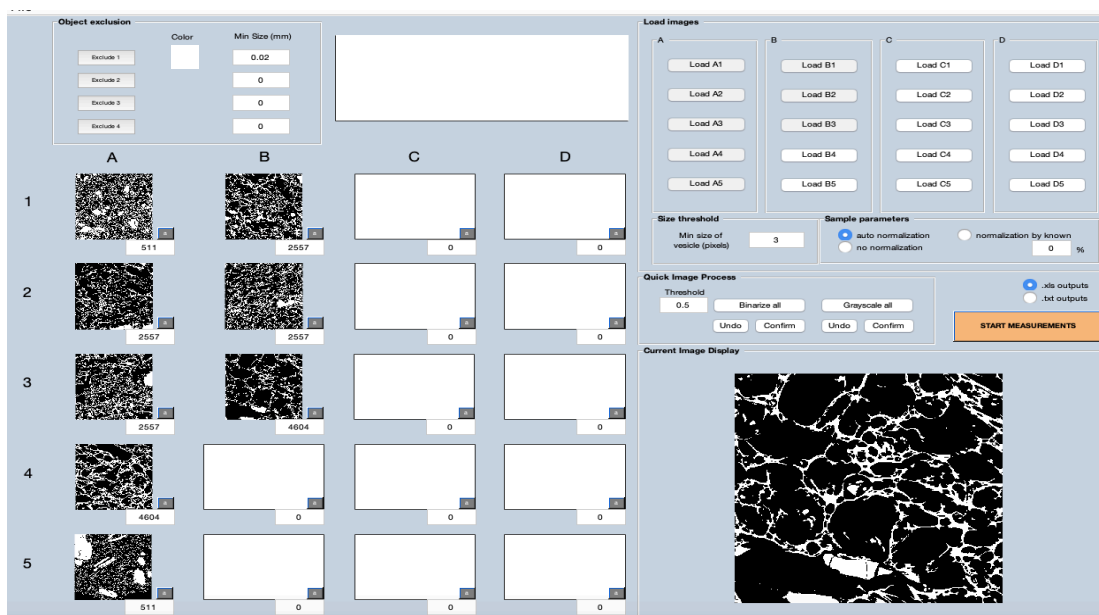 Object exclusion
Color Min Size (mm)
Exclude 1 0.02
Exclude 2 0
Exclude 3 0
Exclude 4 0
A B C D
1
511 2557 0 0
2
2557 2557 0 0
3
2557 4604 0 0
4
4604 0 0 0
5
511 0 0 0
Load images
A B C D
Load A1 Load B1 Load C1 Load D1
Load A2 Load B2 Load C2 Load D2
Load A3 Load B3 Load C3 Load D3
Load A4 Load B4 Load C4 Load D4
Load A5 Load B5 Load C5 Load D5
Size threshold
Min size of
vesicle (pixels)
3
Sample parameters
auto normalization normalization by known
no normalization 0 %
Quick Image Process
Threshold
0.5 Binarize all Grayscale all
Undo Confirm Undo Confirm
.xls outputs
.txt outputs
START MEASUREMENTS
Current Image Display